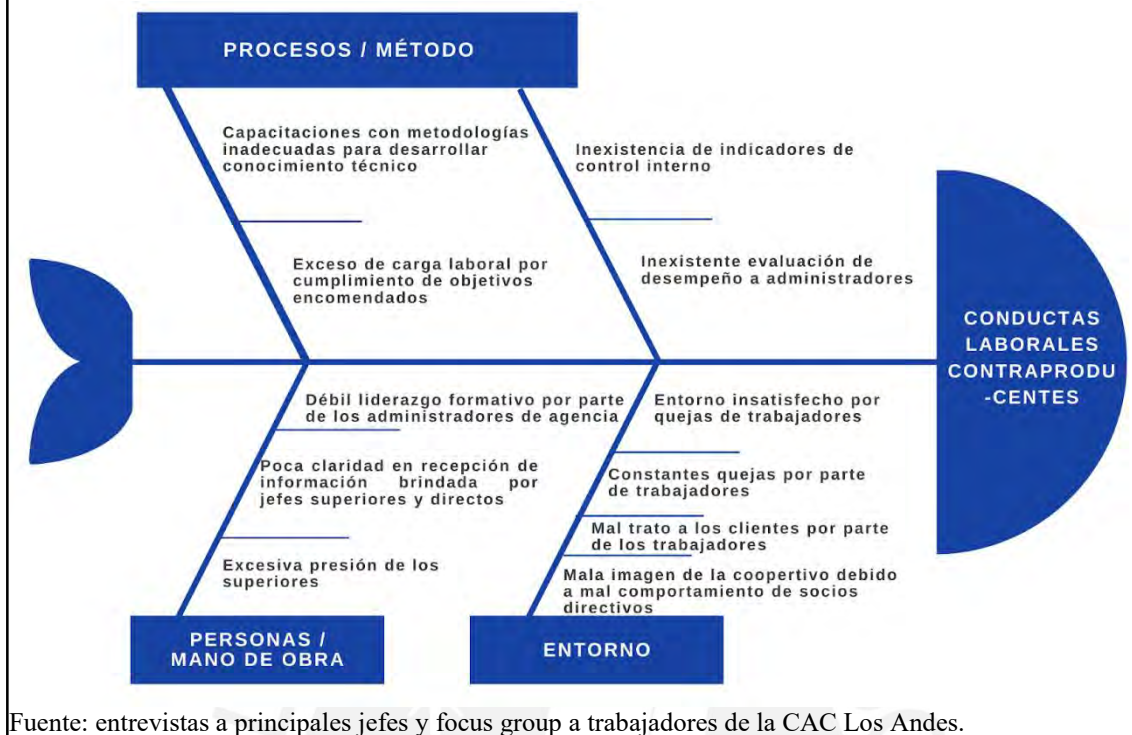 PROCESOS / MÉTODO
Capacitaciones con metodologías
inadecuadas para desarrollar
conocimiento técnico
Inexistencia de indicadores de
control interno
Exceso de carga laboral por
cumplimiento de objetivos
encomendados
Inexistente evaluación de
desempeño a administradores
CONDUCTAS
LABORALES
CONTRAPRODU
-CENTES
Débil liderazgo formativo por parte
de los administradores de agencia
Poca claridad en recepción de
información brindada por
jefes superiores y directos
Excesiva presión de los
superiores
Entorno insatisfecho por
quejas de trabajadores
Constantes quejas por parte
de trabajadores
Mal trato a los clientes por parte
de los trabajadores
Mala imagen de la coopertivo debido
a mal comportamiento de socios
directivos
PERSONAS /
MANO DE OBRA
ENTORNO
Fuente: entrevistas a principales jefes y focus group a trabajadores de la CAC Los Andes.